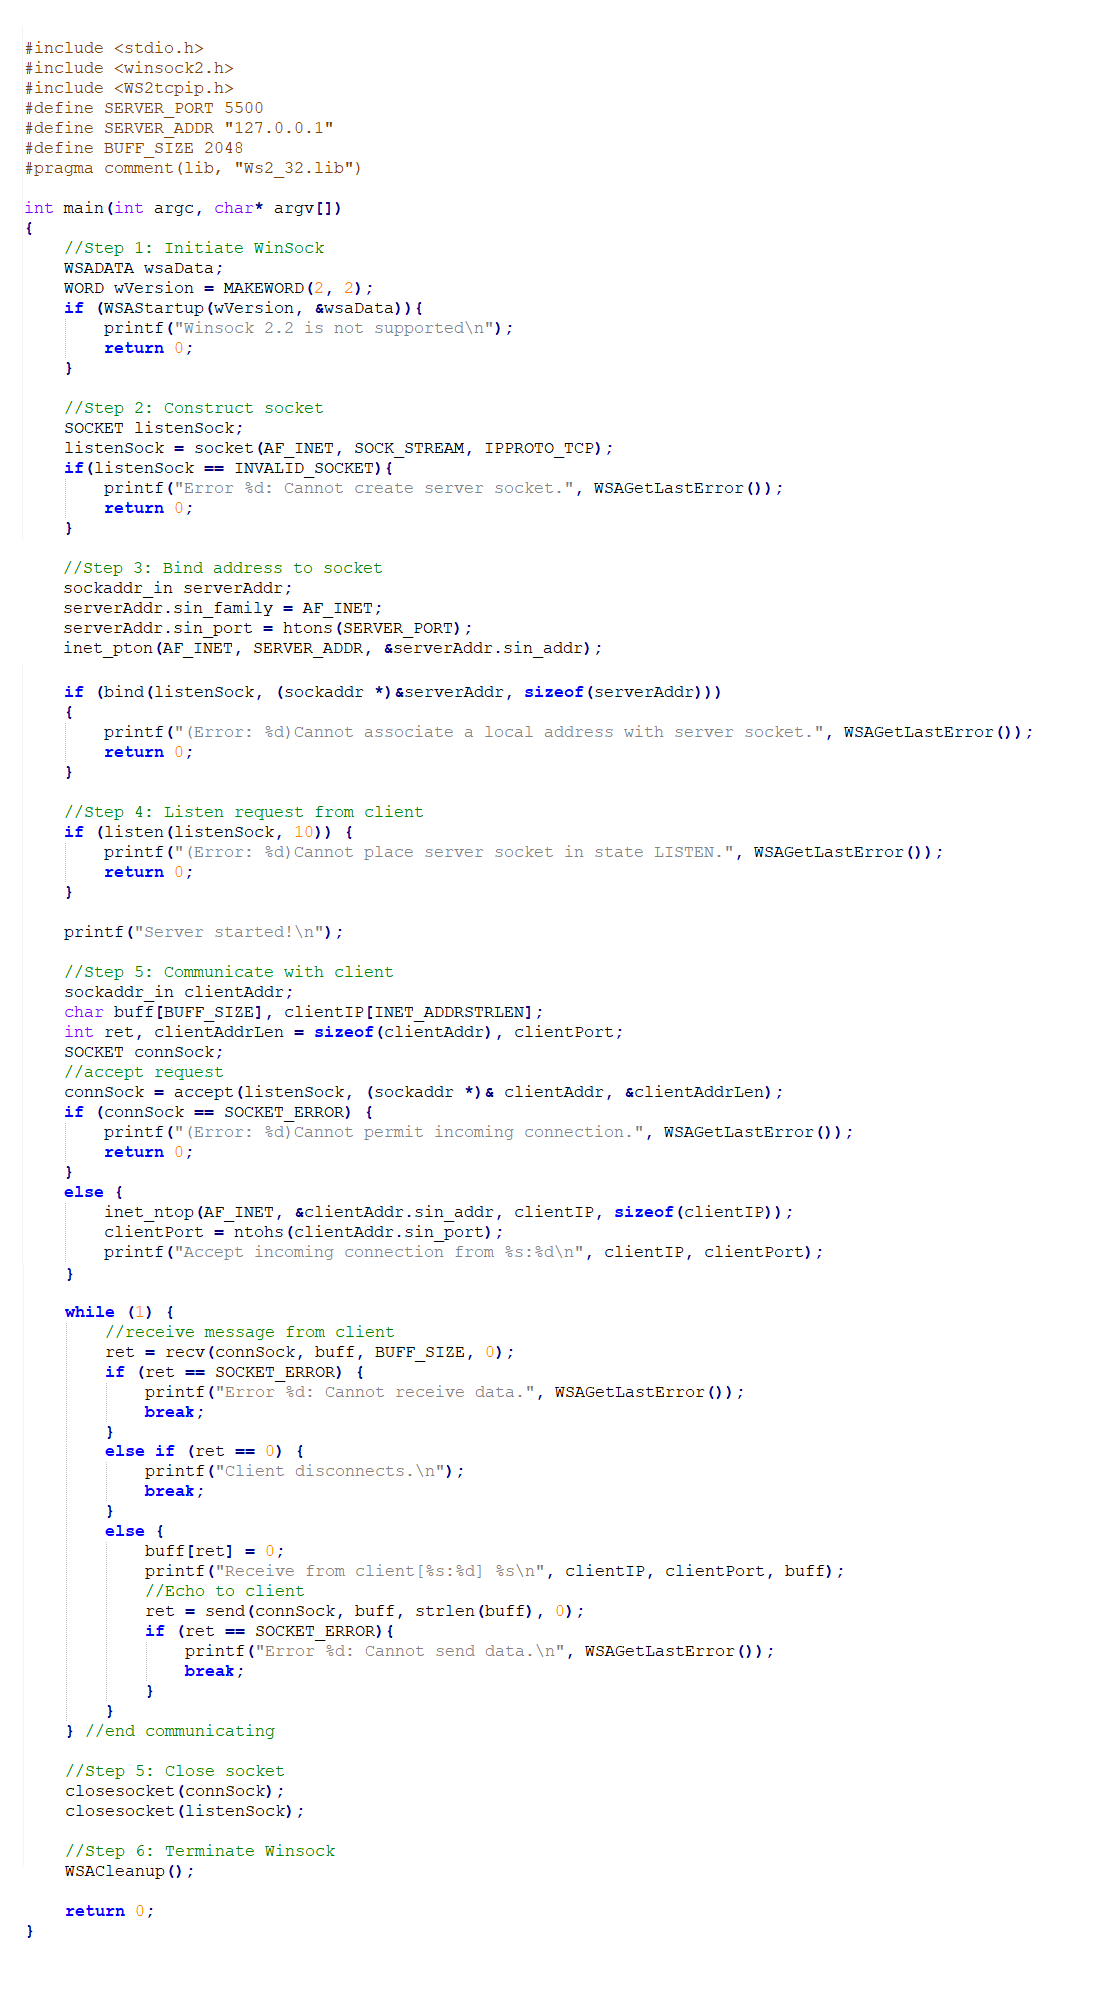 #include <stdio.h>
#include <winsock2.h>
#include <WS2tcpip.h>
#define SERVER_PORT 5500
#define SERVER_ADDR "127.0.0.1"
#define BUFF_SIZE 2048
#pragma comment(lib, "Ws2_32.lib")

int main(int argc, char* argv[])
{
    //Step 1: Initiate WinSock
    WSADATA wsaData;
    WORD wVersion = MAKEWORD(2, 2);
    if (WSAStartup(wVersion, &wsaData)){
        printf("Winsock 2.2 is not supported\n");
        return 0;
    }

    //Step 2: Construct socket
    SOCKET listenSock;
    listenSock = socket(AF_INET, SOCK_STREAM, IPPROTO_TCP);
    if(listenSock == INVALID_SOCKET){
        printf("Error %d: Cannot create server socket.", WSAGetLastError());
        return 0;
    }

    //Step 3: Bind address to socket
    sockaddr_in serverAddr;
    serverAddr.sin_family = AF_INET;
    serverAddr.sin_port = htons(SERVER_PORT);
    inet_pton(AF_INET, SERVER_ADDR, &serverAddr.sin_addr);

    if (bind(listenSock, (sockaddr *)&serverAddr, sizeof(serverAddr)))
    {
        printf("(Error: %d)Cannot associate a local address with server socket.", WSAGetLastError());
        return 0;
    }

    //Step 4: Listen request from client
    if (listen(listenSock, 10)) {
        printf("(Error: %d)Cannot place server socket in state LISTEN.", WSAGetLastError());
        return 0;
    }

    printf("Server started!\n");

    //Step 5: Communicate with client
    sockaddr_in clientAddr;
    char buff[BUFF_SIZE], clientIP[INET_ADDRSTRLEN];
    int ret, clientAddrLen = sizeof(clientAddr), clientPort;
    SOCKET connSock;
    //accept request
    connSock = accept(listenSock, (sockaddr *)& clientAddr, &clientAddrLen);
    if (connSock == SOCKET_ERROR) {
        printf("(Error: %d)Cannot permit incoming connection.", WSAGetLastError());
        return 0;
    }
    else {
        inet_ntop(AF_INET, &clientAddr.sin_addr, clientIP, sizeof(clientIP));
        clientPort = ntohs(clientAddr.sin_port);
        printf("Accept incoming connection from %s:%d\n", clientIP, clientPort);
    }

    while (1) {
        //receive message from client
        ret = recv(connSock, buff, BUFF_SIZE, 0);
        if (ret == SOCKET_ERROR) {
            printf("Error %d: Cannot receive data.", WSAGetLastError());
            break;
        }
        else if (ret == 0) {
            printf("Client disconnects.\n");
            break;
        }
        else {
            buff[ret] = 0;
            printf("Receive from client[%s:%d] %s\n", clientIP, clientPort, buff);
            //Echo to client
            ret = send(connSock, buff, strlen(buff), 0);
            if (ret == SOCKET_ERROR){
                printf("Error %d: Cannot send data.\n", WSAGetLastError());
                break;
            }
        }
    } //end communicating

    //Step 5: Close socket
    closesocket(connSock);
    closesocket(listenSock);

    //Step 6: Terminate Winsock
    WSACleanup();

    return 0;
}